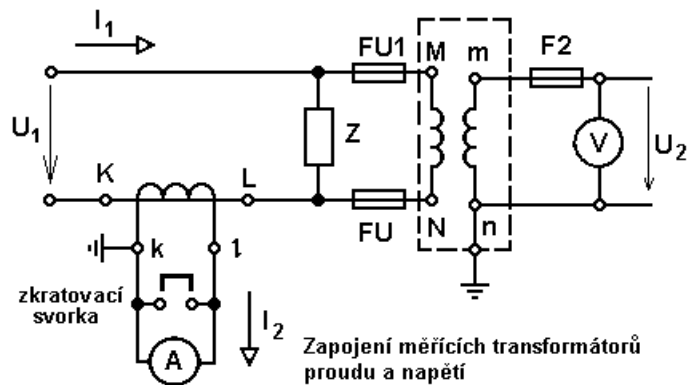 I1
FU1
M
m
F2
U1
Z
V
U2
K
L
FU
N
n
k
l
zkratovací
svorka
I2
A
Zapojení měřících transformátorů
proudu a napětí